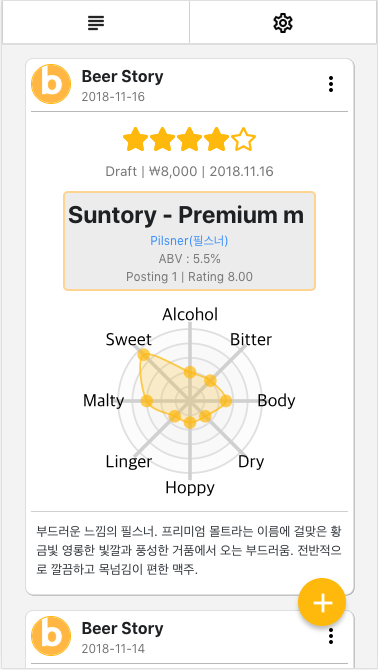 b Beer Story
2018-11-16
Draft | ₩8,000 | 2018.11.16
Suntory - Premium m
Pilsner(필스너)
ABV : 5.5%
Posting 1 | Rating 8.00
Alcohol
Sweet Bitter
Malty Body
Linger Dry
Hoppy
부드러운 느낌의 필스너. 프리미엄 몰트라는 이름에 걸맞은 황
금빛 영롱한 빛깔과 풍성한 거품에서 오는 부드러움. 전반적으
로 깔끔하고 목넘김이 편한 맥주.
b Beer Story
2018-11-14